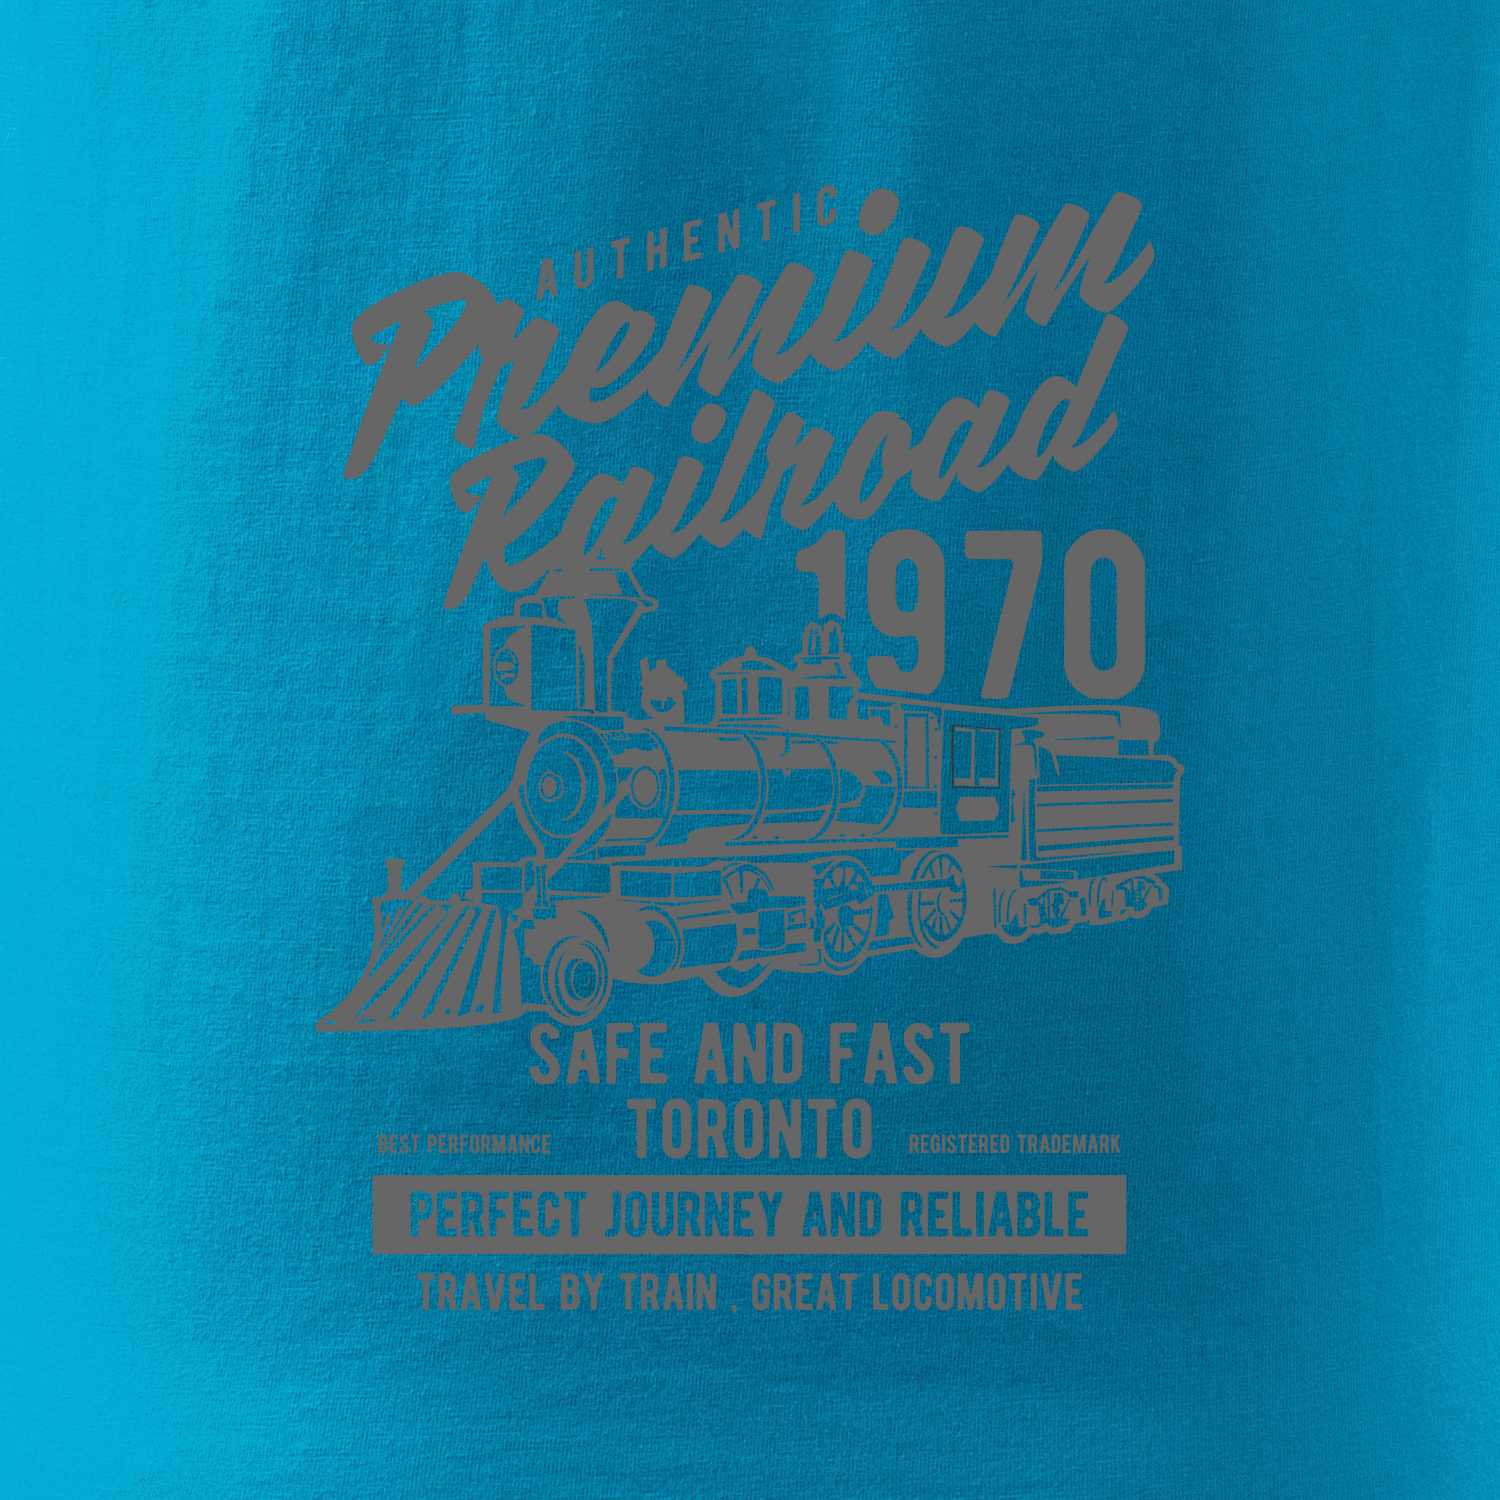 AUTHENTIC
Premium
Railroad
1970
SAFE AND FAST
TORONTO
BEST PERFORMANCE
REGISTERED TRADEMARK
PERFECT JOURNEY AND RELIABLE
TRAVEL BY TRAIN . GREAT LOCOMOTIVE